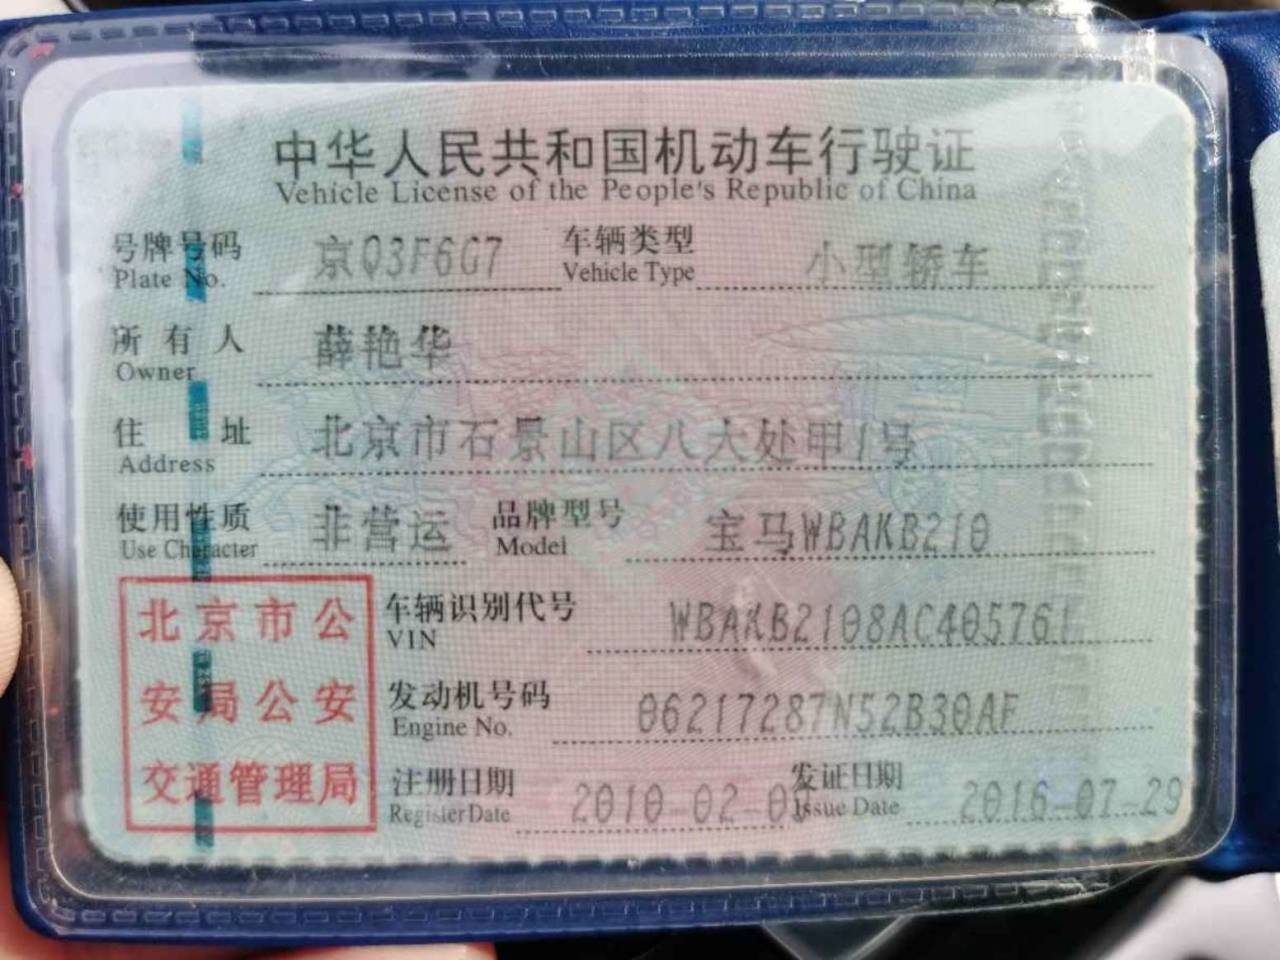 中华人民共和国机动车行驶证
Vehicle License of the People's Republic of China
号牌号码 京Q3F6G7 车辆类型 小型轿车
Plate No. Vehicle Type
所有人 薛艳华
Owner
住址 北京市石景山区八大处甲1号
Address
使用性质 非营运 品牌型号 宝马WBAKB210
Use Character Model
北京市公
安局公安
交通管理局
车辆识别代号 WBAKB2108AC405761
VIN
发动机号码 06217287N52B30AF
Engine No.
注册日期 2010-02-0 发证日期 2016-07-29
Register Date Issue Date